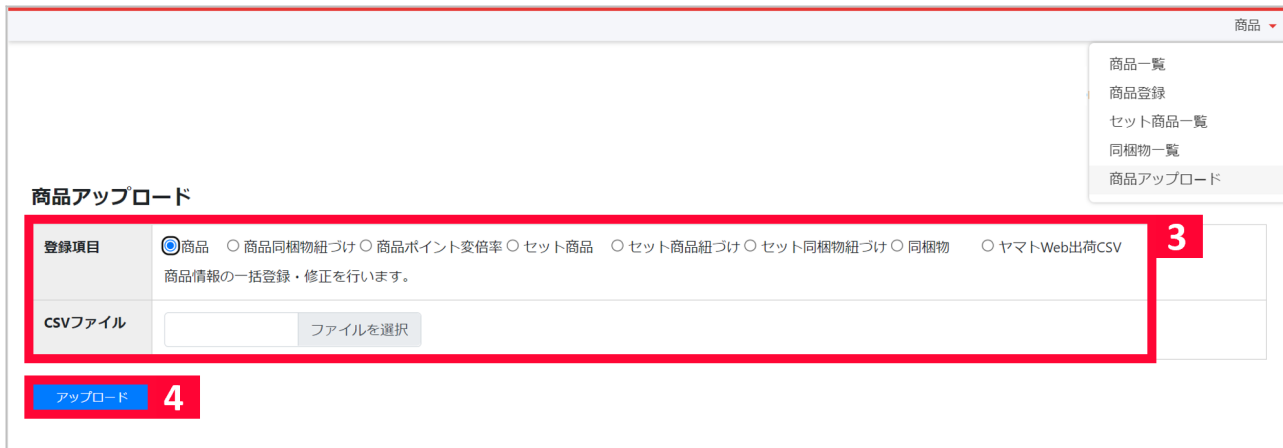 商品
商品一覧
商品登録
セット商品一覧
同梱物一覧
商品アップロード
商品アップロード
登録項目
商品 商品同梱物紐づけ 商品ポイント変倍率 セット商品 セット商品紐づけ セット同梱物紐づけ 同梱物 ヤマトWeb出荷CSV
3
商品情報の一括登録・修正を行います。
CSVファイル
ファイルを選択
アップロード
4